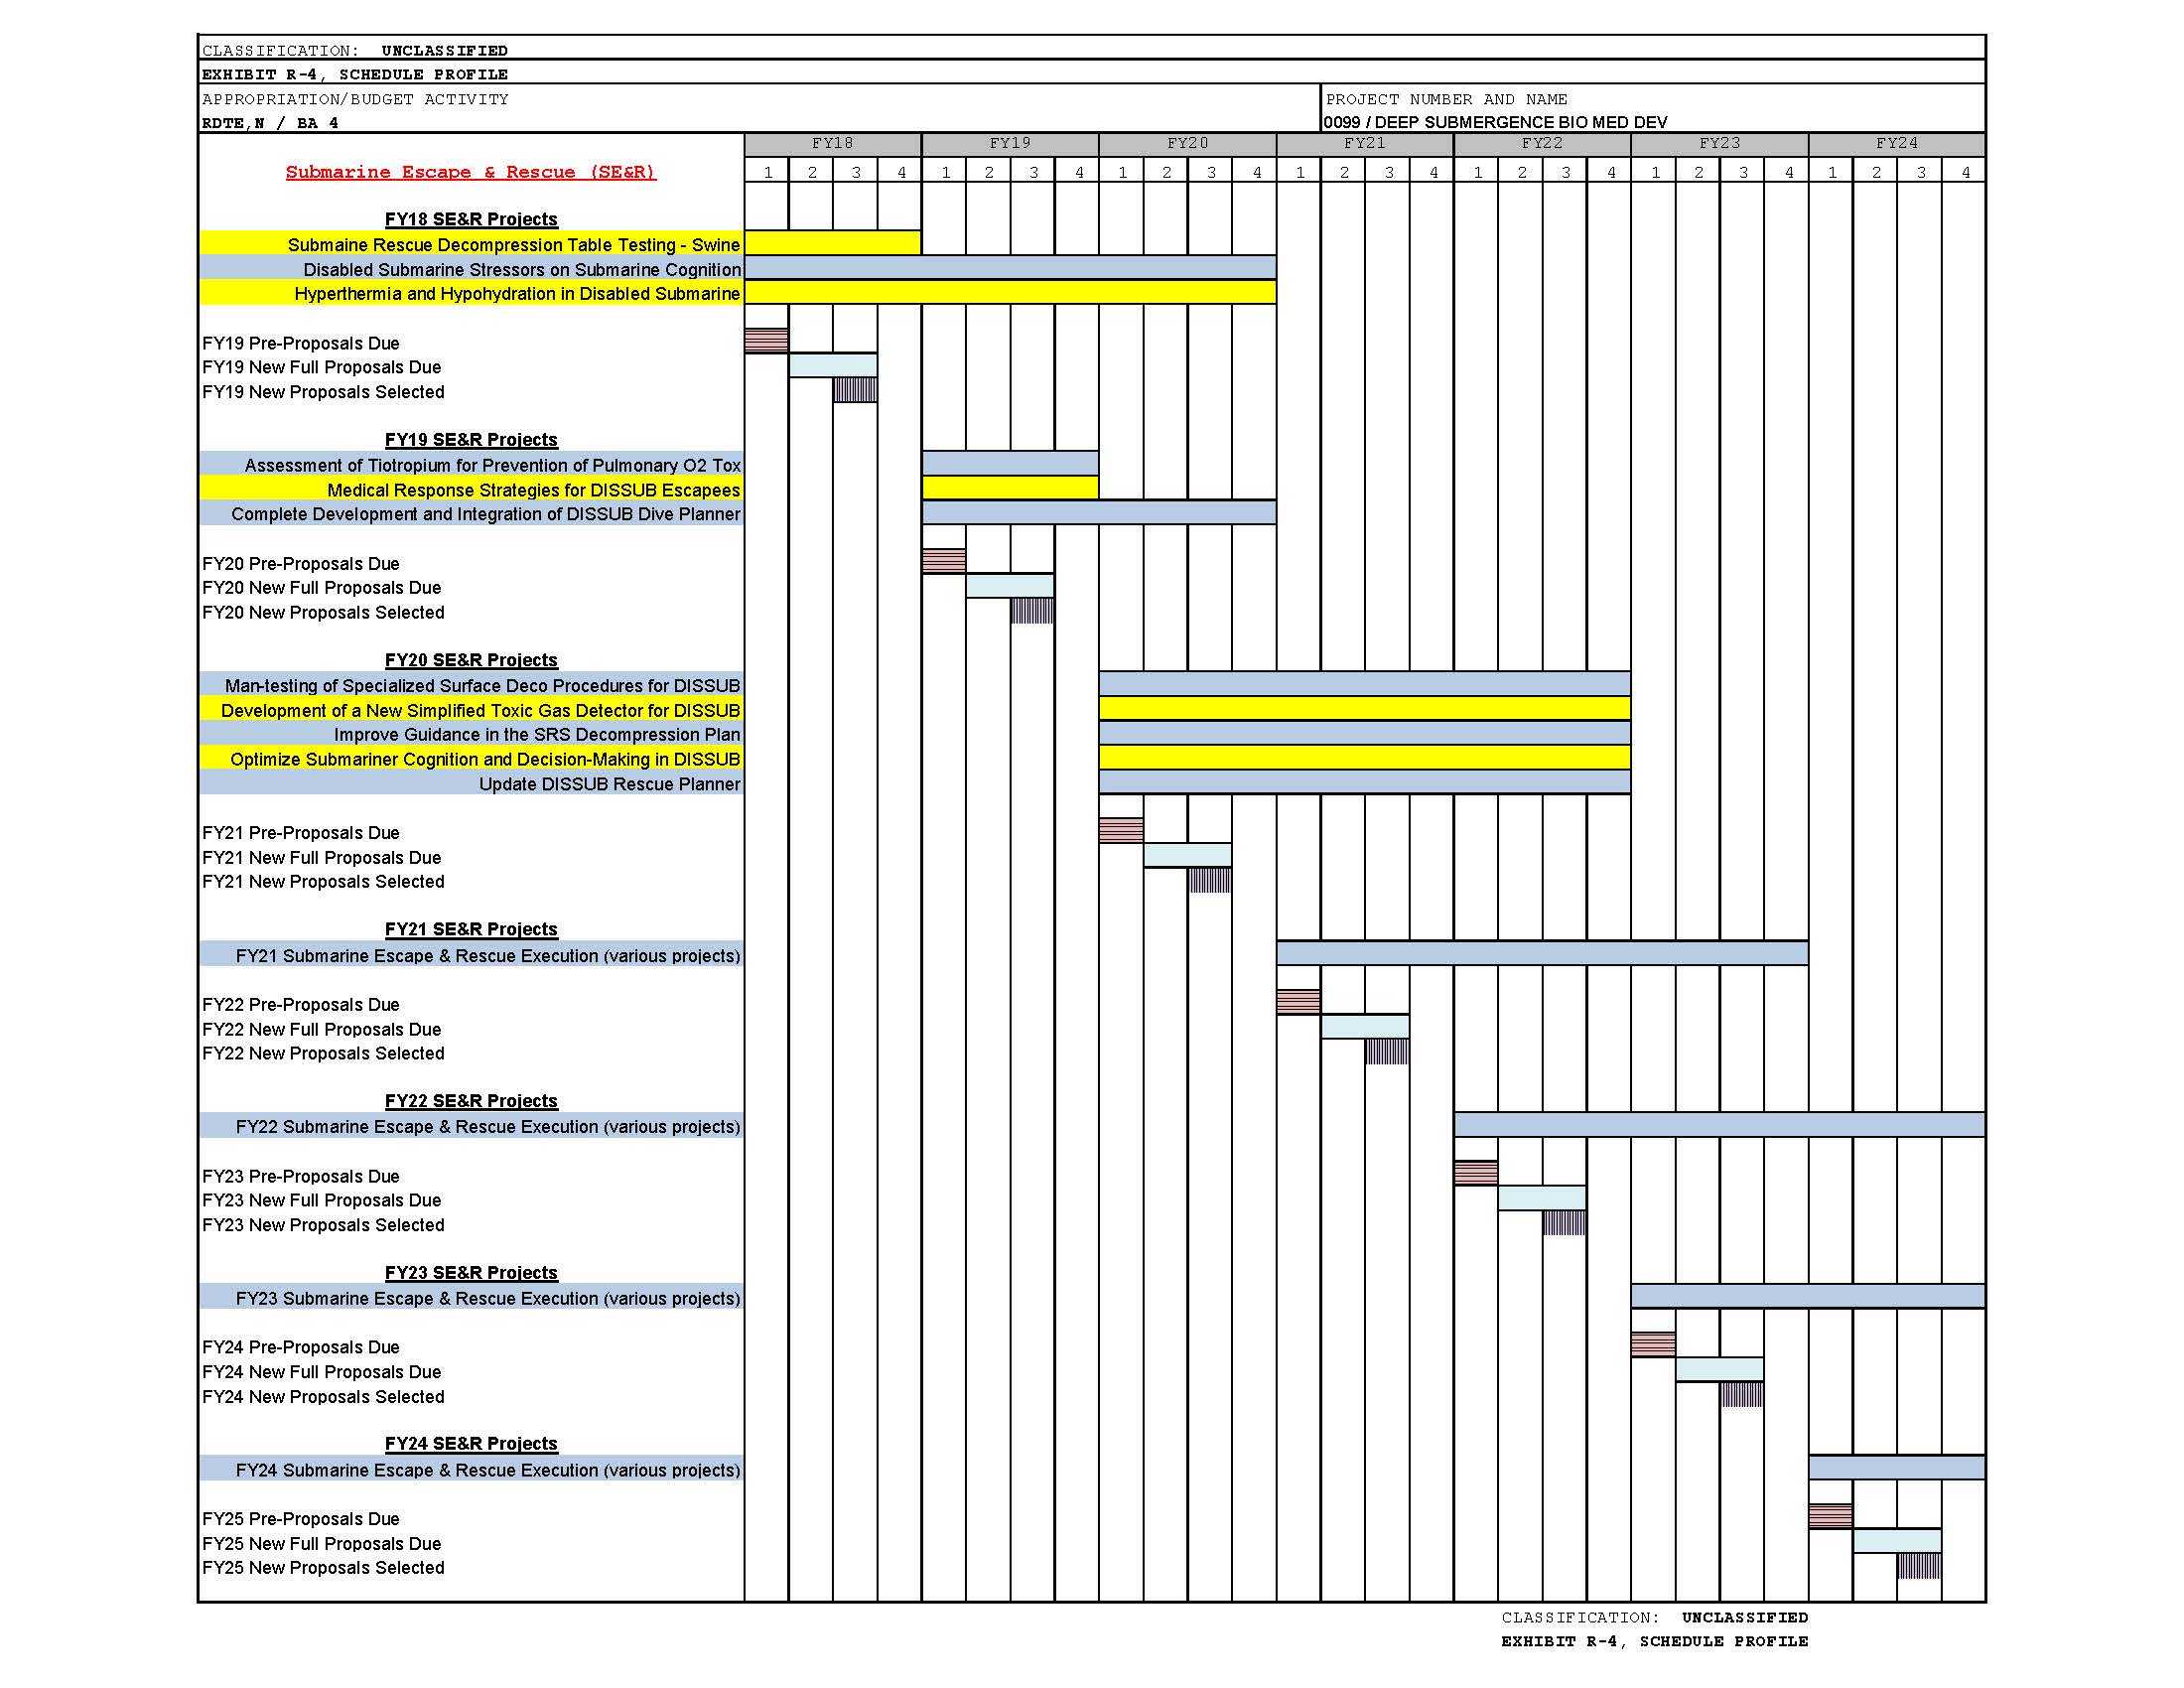 CLASSIFICATION: UNCLASSIFIED
EXHIBIT R-4, SCHEDULE PROFILE
APPROPRIATION/BUDGET ACTIVITY PROJECT NUMBER AND NAME
RDTE,N / BA 4 0099 / DEEP SUBMERGENCE BIO MED DEV
FY18 FY19 FY20 FY21 FY22 FY23 FY24
Submarine Escape & Rescue (SE&R) 1 2 3 4 1 2 3 4 1 2 3 4 1 2 3 4 1 2 3 4 1 2 3 4 1 2 3 4
FY18 SE&R Projects
Submaine Rescue Decompression Table Testing - Swine
Disabled Submarine Stressors on Submarine Cognition
Hyperthermia and Hypohydration in Disabled Submarine
FY19 Pre-Proposals Due
FY19 New Full Proposals Due
FY19 New Proposals Selected
FY19 SE&R Projects
Assessment of Tiotropium for Prevention of Pulmonary O2 Tox
Medical Response Strategies for DISSUB Escapees
Complete Development and Integration of DISSUB Dive Planner
FY20 Pre-Proposals Due
FY20 New Full Proposals Due
FY20 New Proposals Selected
FY20 SE&R Projects
Man-testing of Specialized Surface Deco Procedures for DISSUB
Development of a New Simplified Toxic Gas Detector for DISSUB
Improve Guidance in the SRS Decompression Plan
Optimize Submariner Cognition and Decision-Making in DISSUB
Update DISSUB Rescue Planner
FY21 Pre-Proposals Due
FY21 New Full Proposals Due
FY21 New Proposals Selected
FY21 SE&R Projects
FY21 Submarine Escape & Rescue Execution (various projects)
FY22 Pre-Proposals Due
FY22 New Full Proposals Due
FY22 New Proposals Selected
FY22 SE&R Projects
FY22 Submarine Escape & Rescue Execution (various projects)
FY23 Pre-Proposals Due
FY23 New Full Proposals Due
FY23 New Proposals Selected
FY23 SE&R Projects
FY23 Submarine Escape & Rescue Execution (various projects)
FY24 Pre-Proposals Due
FY24 New Full Proposals Due
FY24 New Proposals Selected
FY24 SE&R Projects
FY24 Submarine Escape & Rescue Execution (various projects)
FY25 Pre-Proposals Due
FY25 New Full Proposals Due
FY25 New Proposals Selected
CLASSIFICATION: UNCLASSIFIED
EXHIBIT R-4, SCHEDULE PROFILE